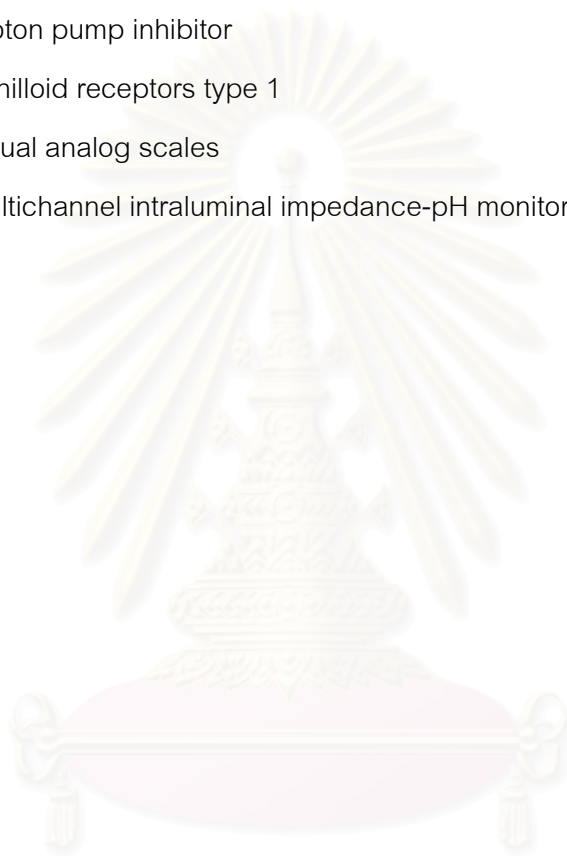 oton pump inhibitor
nilloid receptors type 1
ual analog scales
ltichannel intraluminal impedance-pH monitor